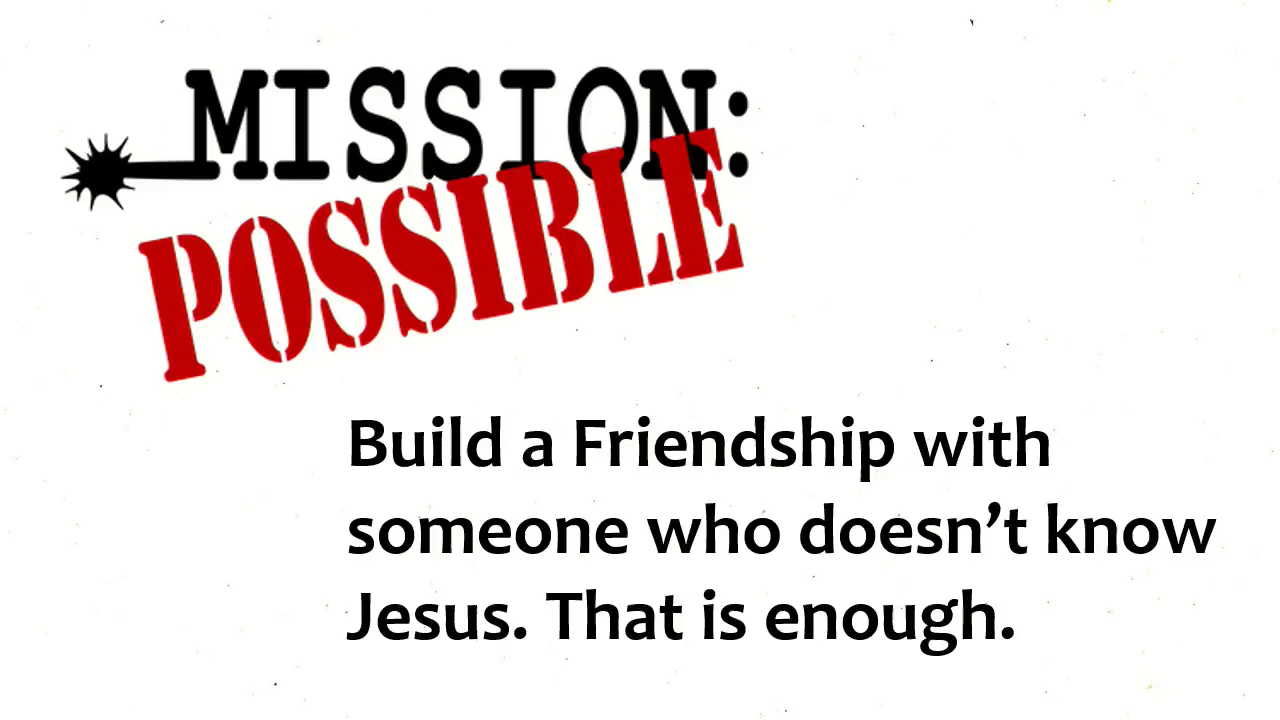 MISSION:
POSSIBLE
Build a Friendship with
someone who doesn’t know
Jesus. That is enough.